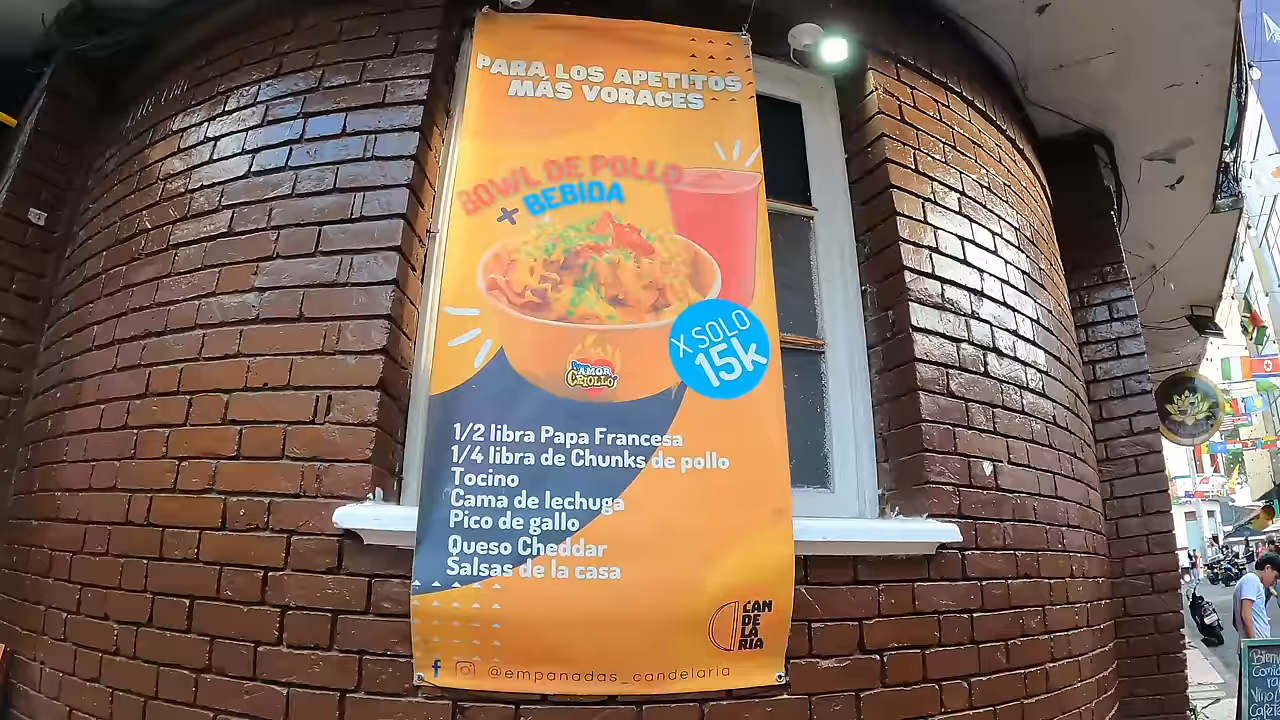 PARA LOS APETITOS
MÁS VORACES
BOWL DE POLLO
+ BEBIDA
X SOLO
15k
AMOR
CRIOLLO
1/2 libra Papa Francesa
1/4 libra de Chunks de pollo
Tocino
Cama de lechuga
Pico de gallo
Queso Cheddar
Salsas de la casa
CAN
DE
LA
RIA
@empanadas_candelaria